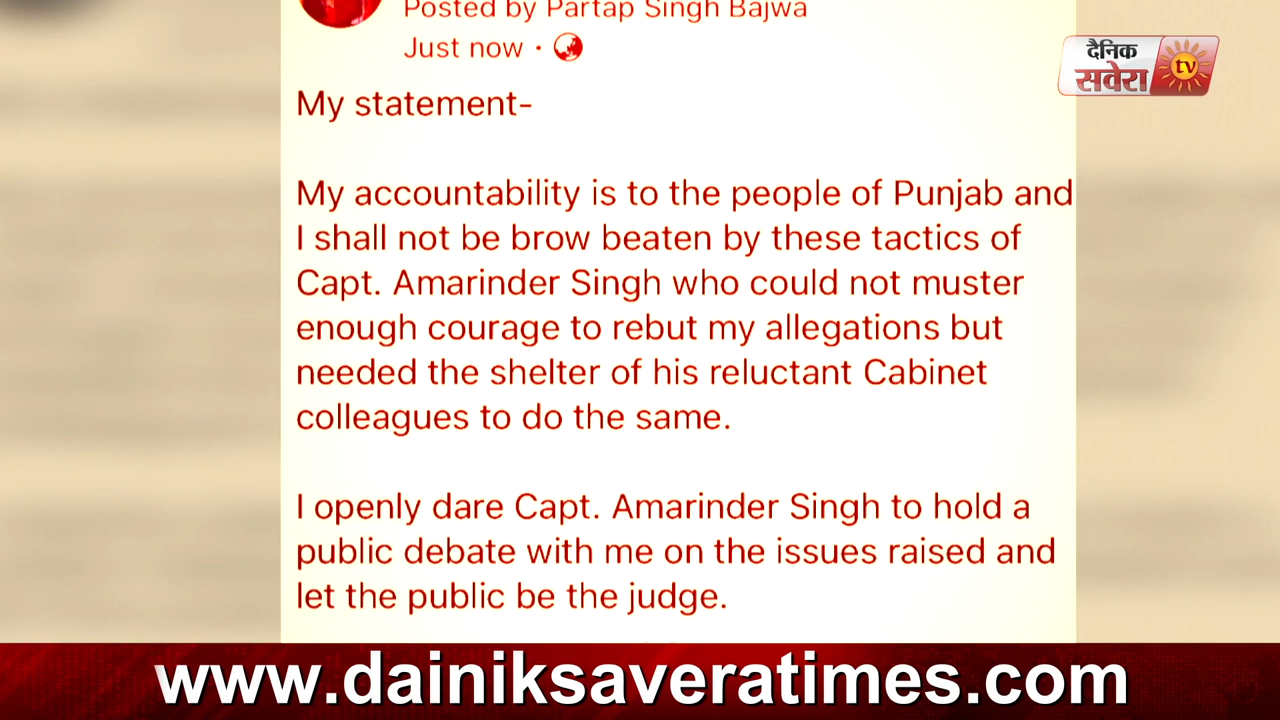 Posted by Partap Singh Bajwa
Just now ·
दैनिक
सवेरा
tv
My statement-
My accountability is to the people of Punjab and
I shall not be brow beaten by these tactics of
Capt. Amarinder Singh who could not muster
enough courage to rebut my allegations but
needed the shelter of his reluctant Cabinet
colleagues to do the same.
I openly dare Capt. Amarinder Singh to hold a
public debate with me on the issues raised and
let the public be the judge.
www.dainiksaveratimes.com